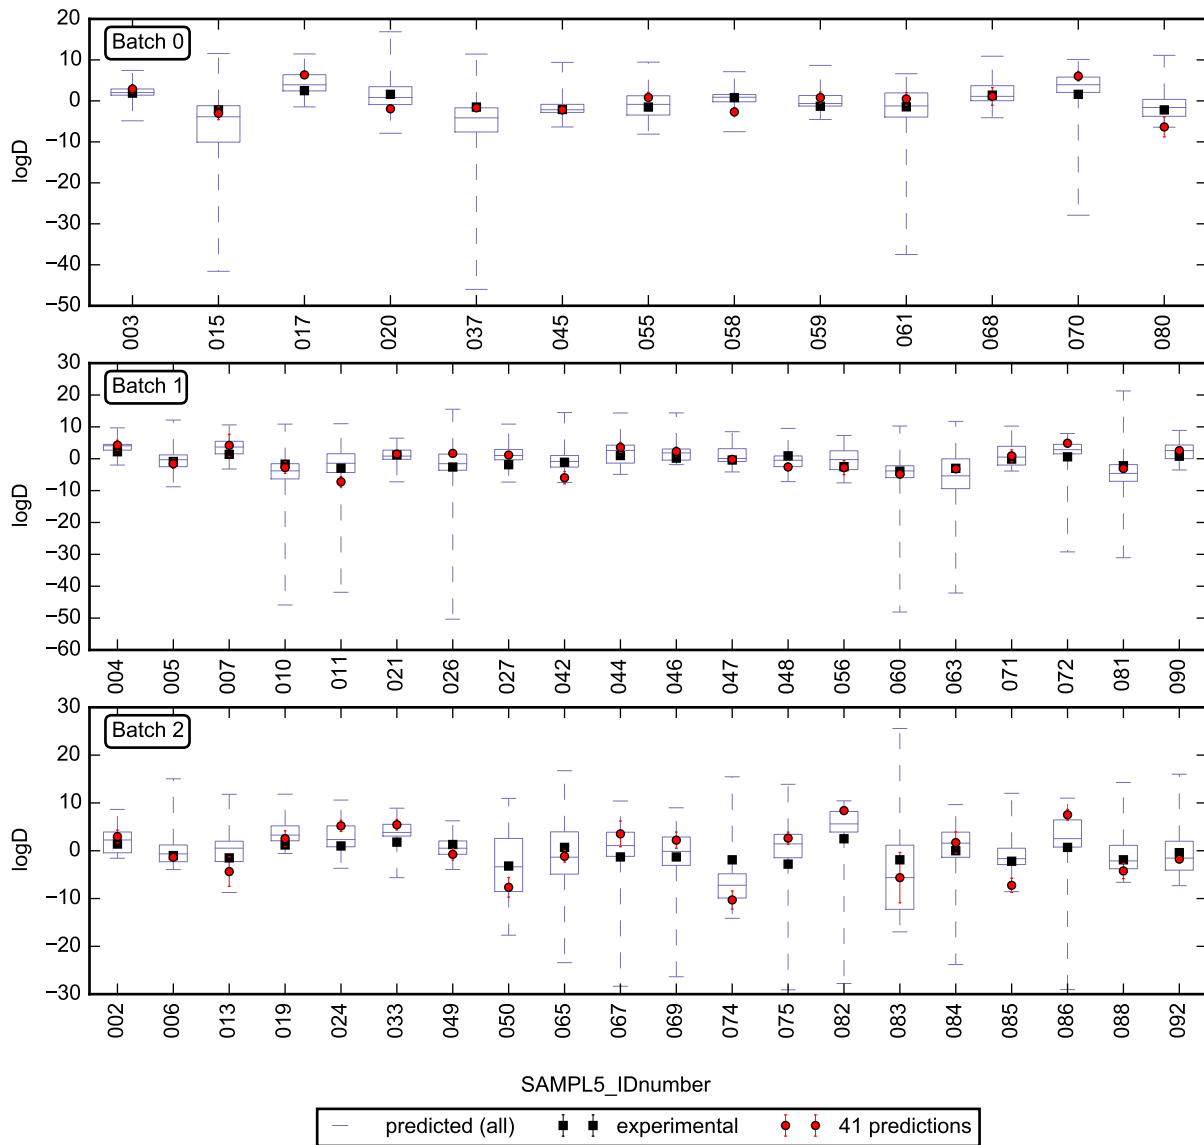 Batch 0
20
10
0
−10
−20
−30
−40
−50
logD
003 015 017 020 037 045 055 058 059 061 068 070 080
Batch 1
30
20
10
0
−10
−20
−30
−40
−50
−60
logD
004 005 007 010 011 021 026 027 042 044 046 047 048 056 060 063 071 072 081 090
Batch 2
30
20
10
0
−10
−20
−30
logD
002 006 013 019 024 033 049 050 065 067 069 074 075 082 083 084 085 086 088 092
SAMPL5_IDnumber
predicted (all) experimental 41 predictions